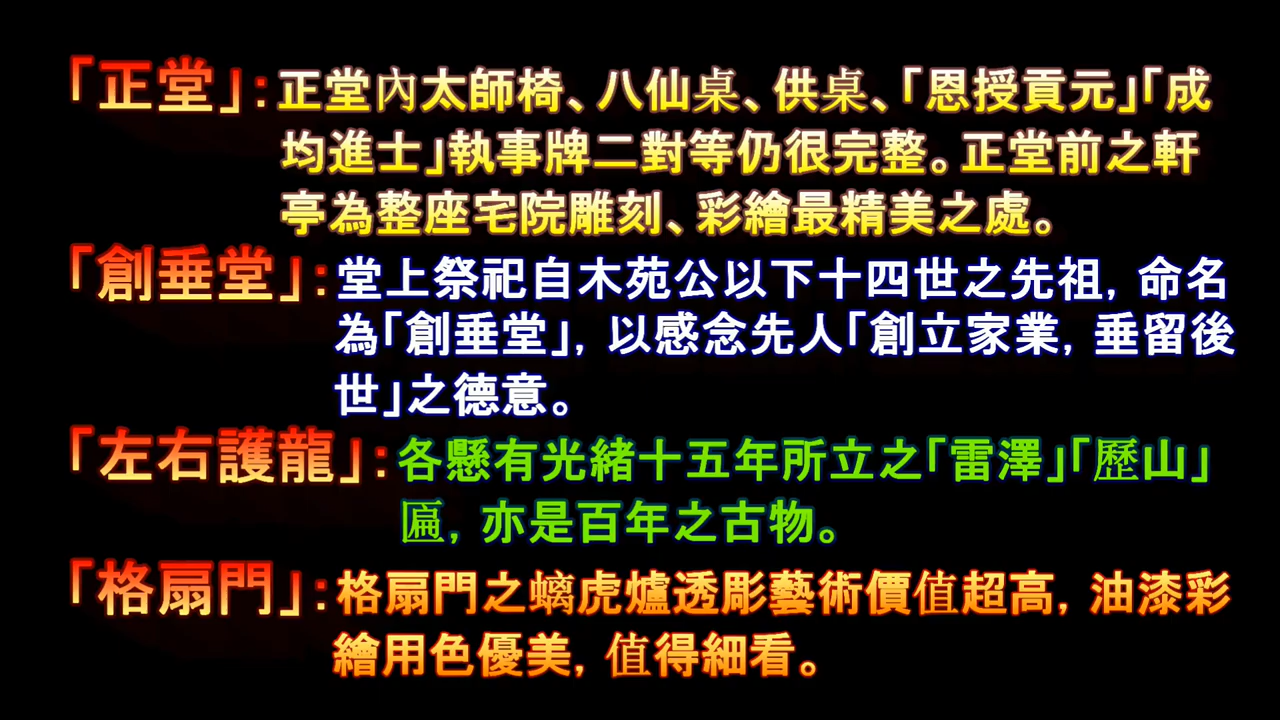 「正堂」：正堂內太師椅、八仙桌、供桌、「恩授貢元」「成
均進士」執事牌二對等仍很完整。正堂前之軒
亭為整座宅院雕刻、彩繪最精美之處。
「創垂堂」：堂上祭祀自木苑公以下十四世之先祖，命名
為「創垂堂」，以感念先人「創立家業，垂留後
世」之德意。
「左右護龍」：各懸有光緒十五年所立之「雷澤」「歷山」
匾，亦是百年之古物。
「格扇門」：格扇門之螭虎爐透彫藝術價值超高，油漆彩
繪用色優美，值得細看。